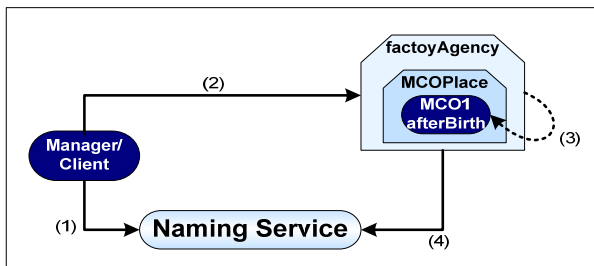 factoyAgency
(2)
MCOPlace
MCO1
afterBirth
(3)
Manager/
Client
(1)
Naming Service
(4)